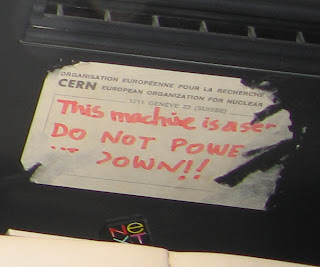 ORGANISATION EUROPÉENNE POUR LA RECHERCHE
CERN EUROPEAN ORGANIZATION FOR NUCLEAR
1211 GENÈVE 23 (SUISSE)
This machine is a ser
DO NOT POWE
DOWN!!
NeXT